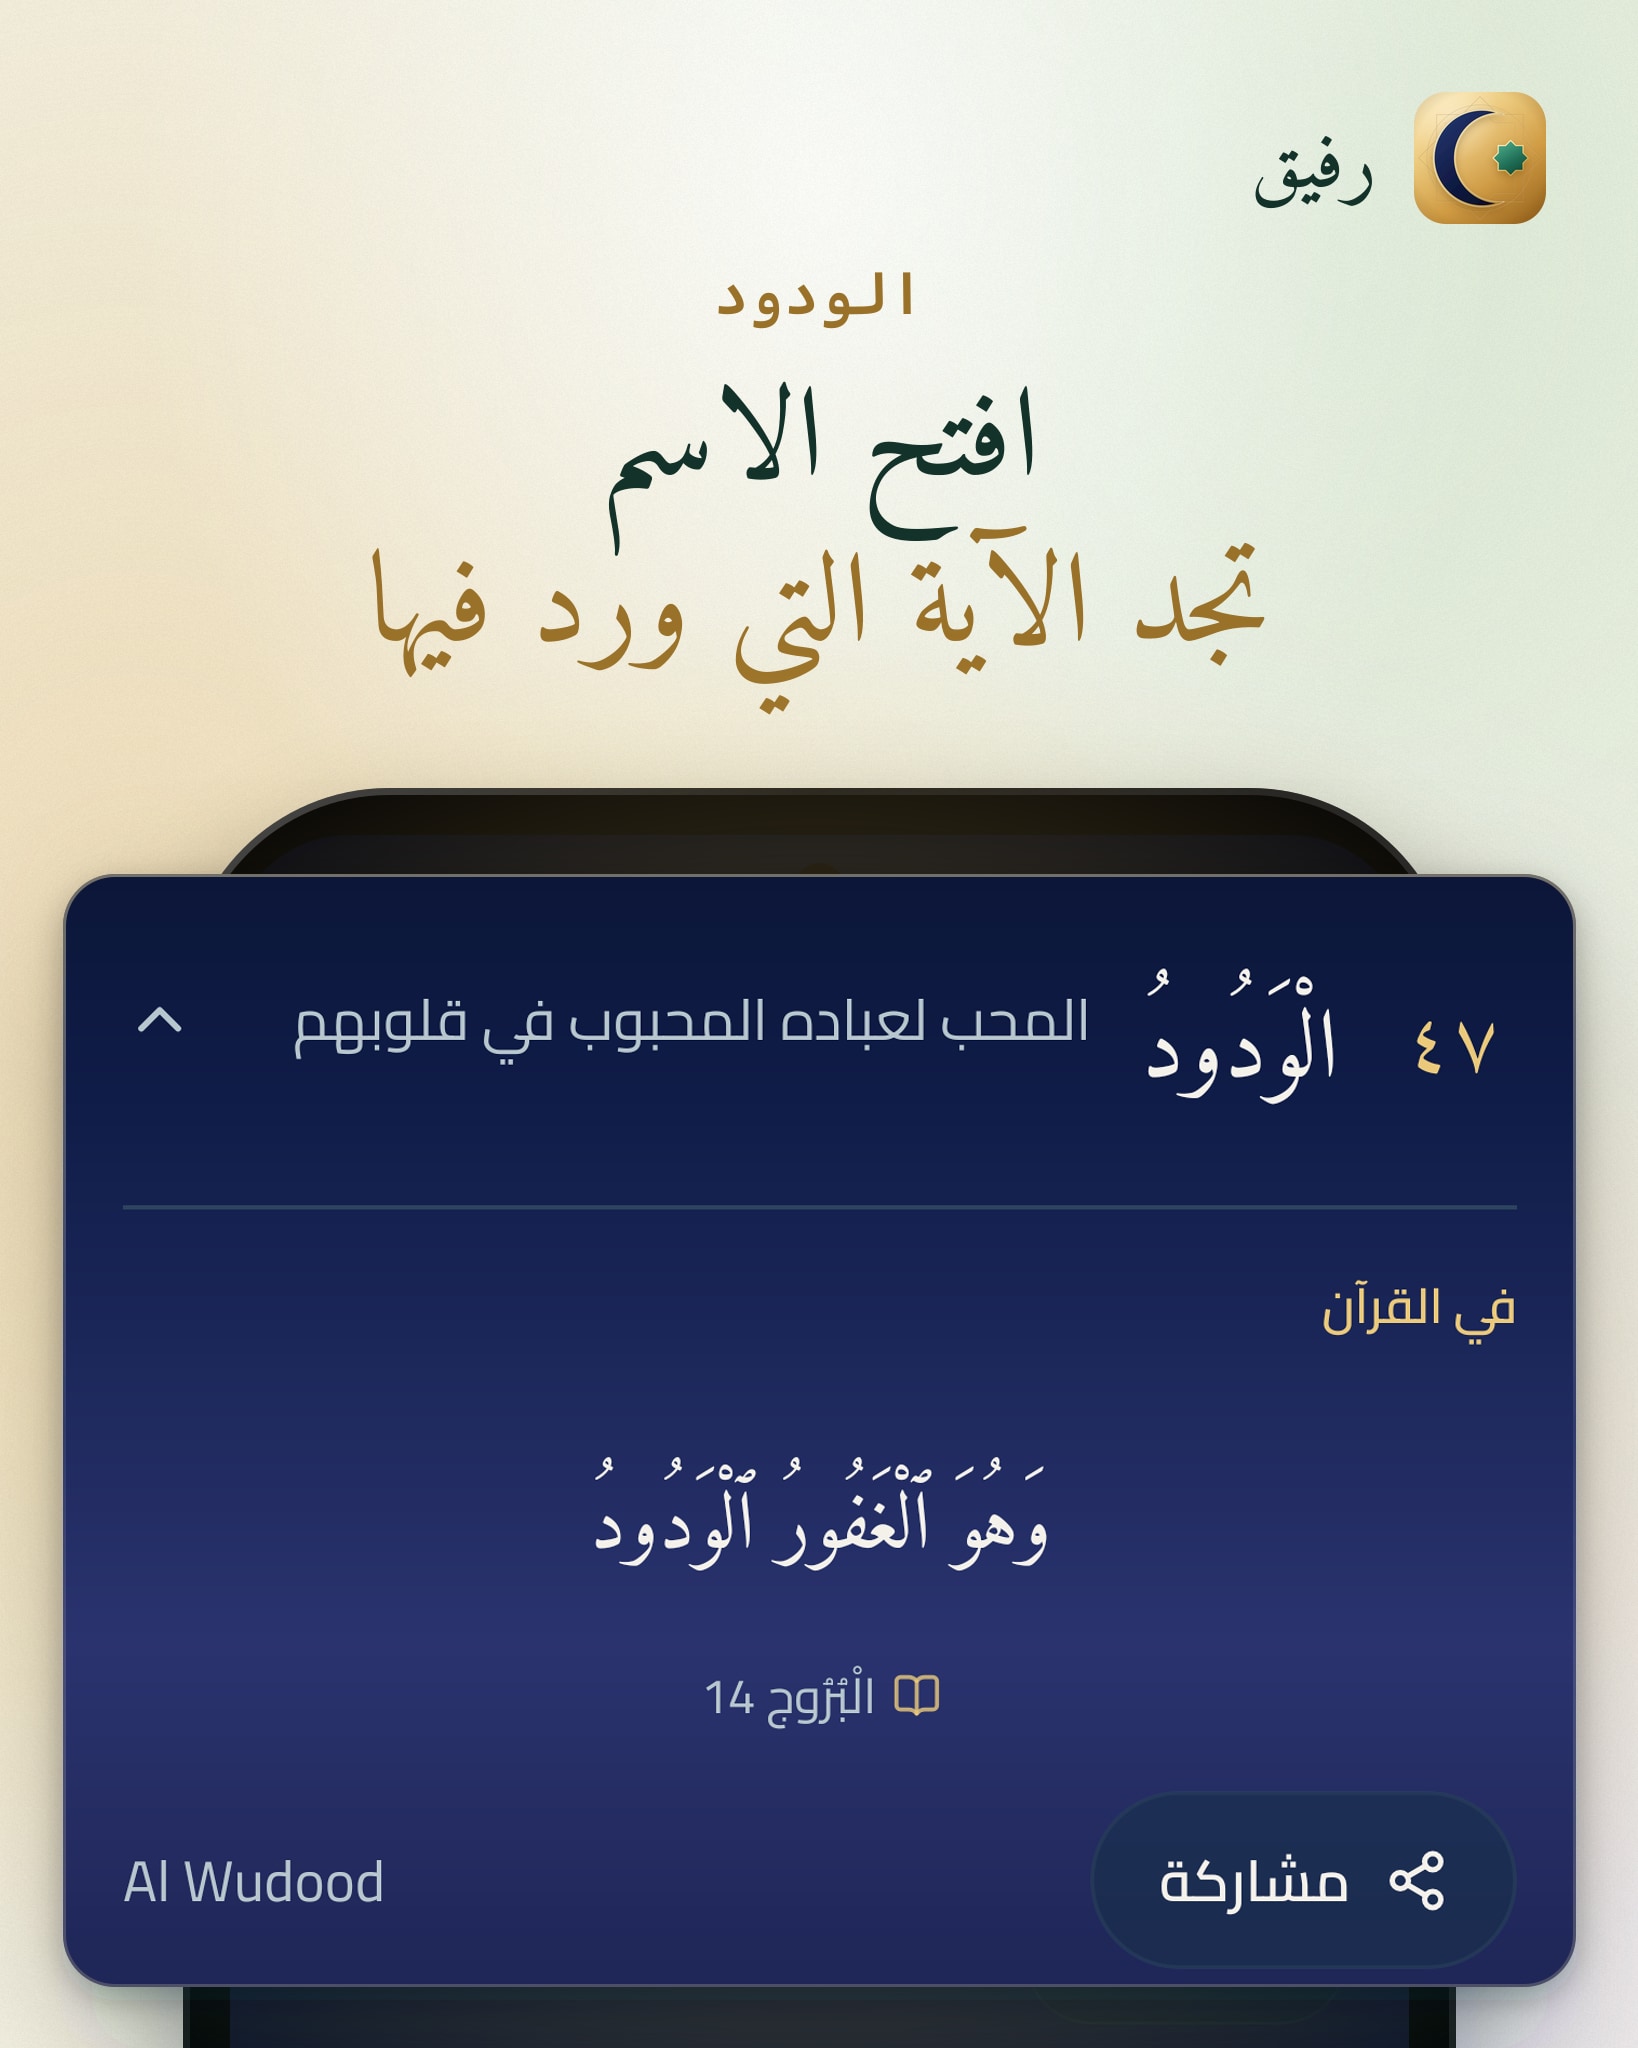 رفيق
الودود
افتح الاسم
تجد الآية التي ورد فيها
٤٧ الْوَدُودُ المحب لعباده المحبوب في قلوبهم
في القرآن
وَهُوَ ٱلْغَفُورُ ٱلْوَدُودُ
الْبُرُوج 14
مشاركة
Al Wudood